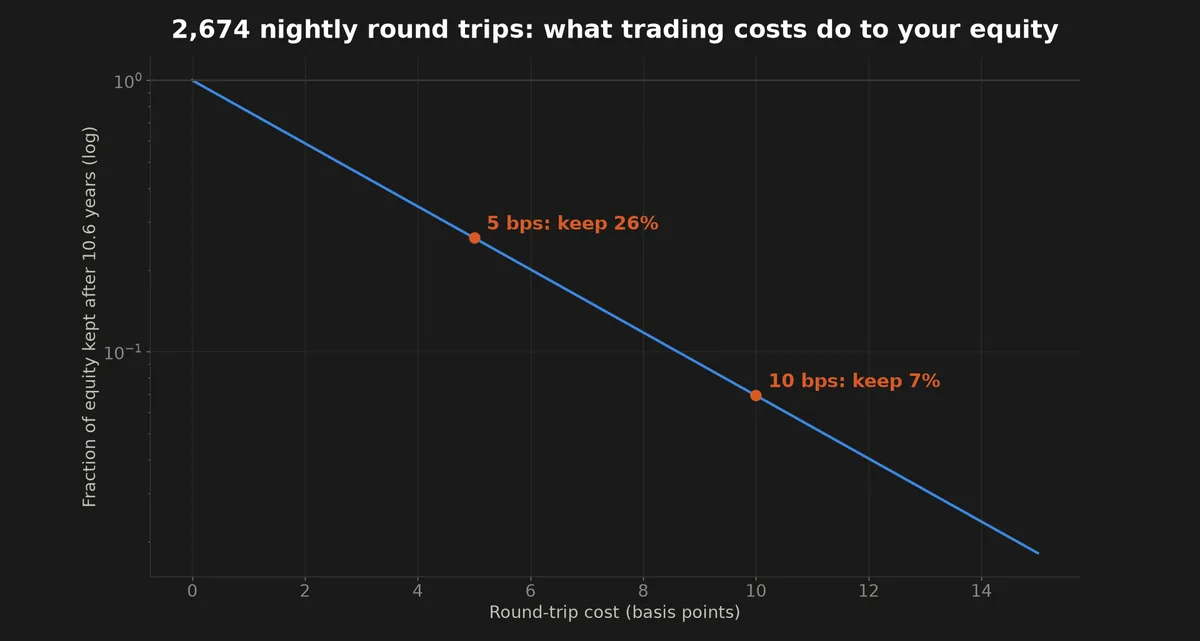 2,674 nightly round trips: what trading costs do to your equity
Fraction of equity kept after 10.6 years (log)
10⁰
10⁻¹
5 bps: keep 26%
10 bps: keep 7%
0 2 4 6 8 10 12 14
Round-trip cost (basis points)